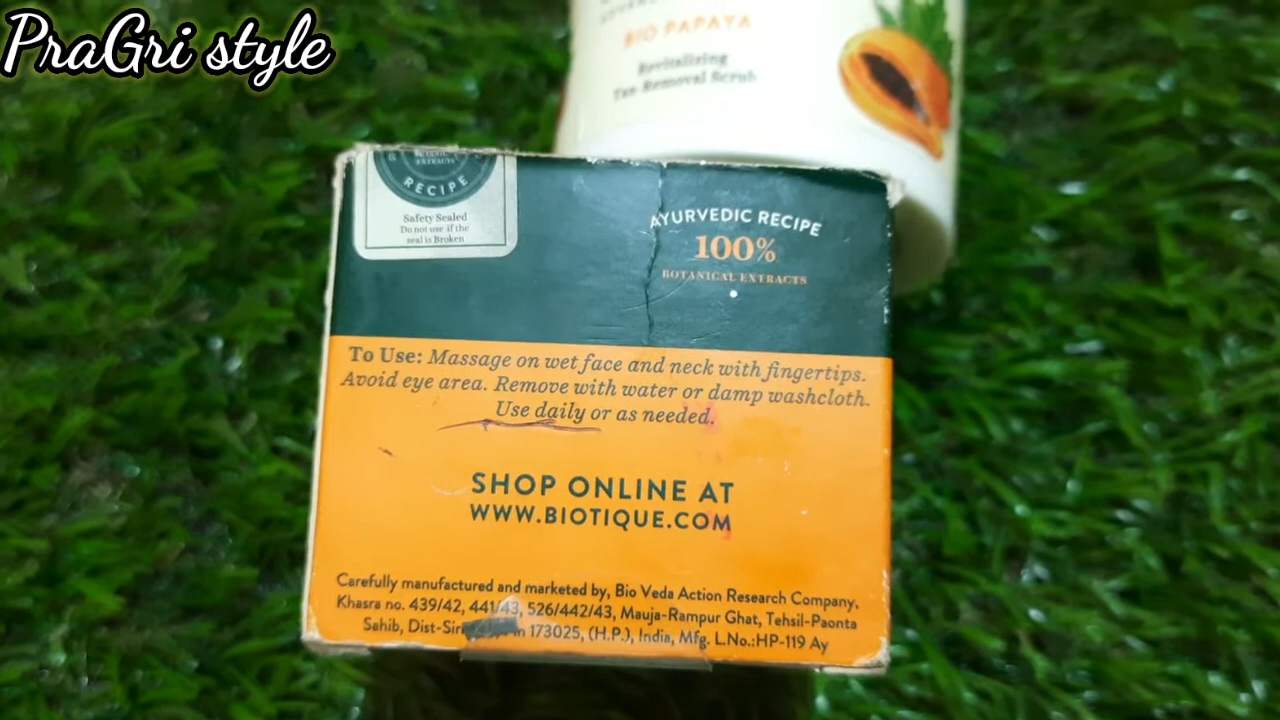 PraGri style
BIO PAPAYA
Revitalizing
Tan-Removal Scrub
RECIPE
Safety Sealed
Do not use if the
seal is Broken
AYURVEDIC RECIPE
100%
BOTANICAL EXTRACTS
To Use: Massage on wet face and neck with fingertips.
Avoid eye area. Remove with water or damp washcloth.
Use daily or as needed.
SHOP ONLINE AT
WWW.BIOTIQUE.COM
Carefully manufactured and marketed by, Bio Veda Action Research Company,
Khasra no. 439/42, 441/43, 526/442/43, Mauja-Rampur Ghat, Tehsil-Paonta
Sahib, Dist- 173025, (H.P.), India, Mfg. L.No.:HP-119 Ay